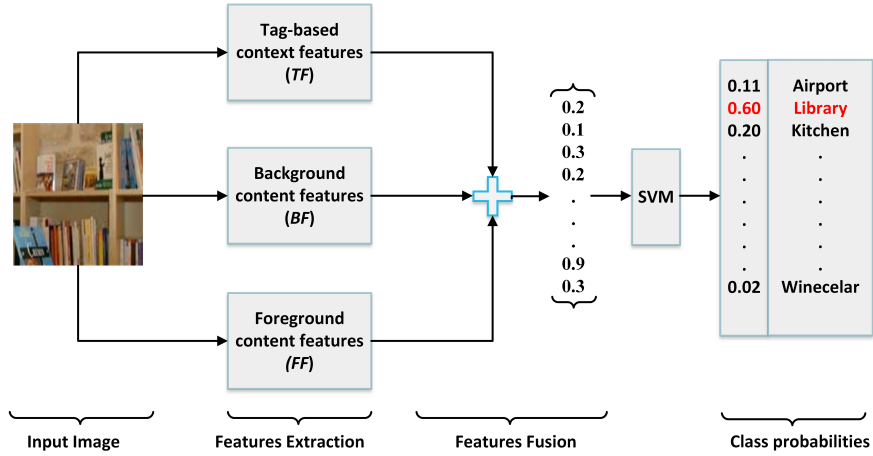 Tag-based
context features
(TF)
Background
content features
(BF)
Foreground
content features
(FF)
0.2
0.1
0.3
0.2
.
.
.
0.9
0.3
SVM
0.11 Airport
0.60 Library
0.20 Kitchen
. .
. .
. .
. .
. .
. .
0.02 Winecelar
Input Image
Features Extraction
Features Fusion
Class probabilities